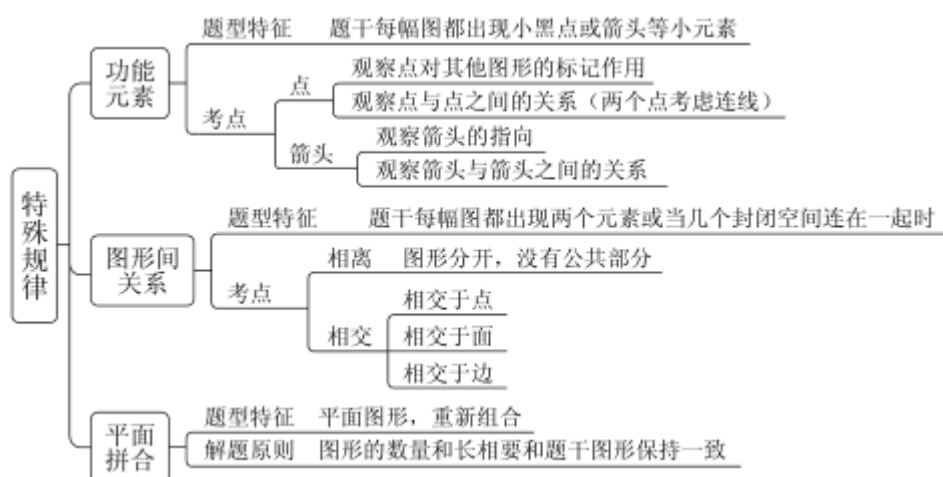 特殊规律
功能元素
题型特征 题干每幅图都出现小黑点或箭头等小元素
考点
点
观察点对其他图形的标记作用
观察点与点之间的关系（两个点考虑连线）
箭头
观察箭头的指向
观察箭头与箭头之间的关系
图形间关系
题型特征 题干每幅图都出现两个元素或当几个封闭空间连在一起时
考点
相离 图形分开，没有公共部分
相交
相交于点
相交于面
相交于边
平面拼合
题型特征 平面图形，重新组合
解题原则 图形的数量和长相要和题干图形保持一致